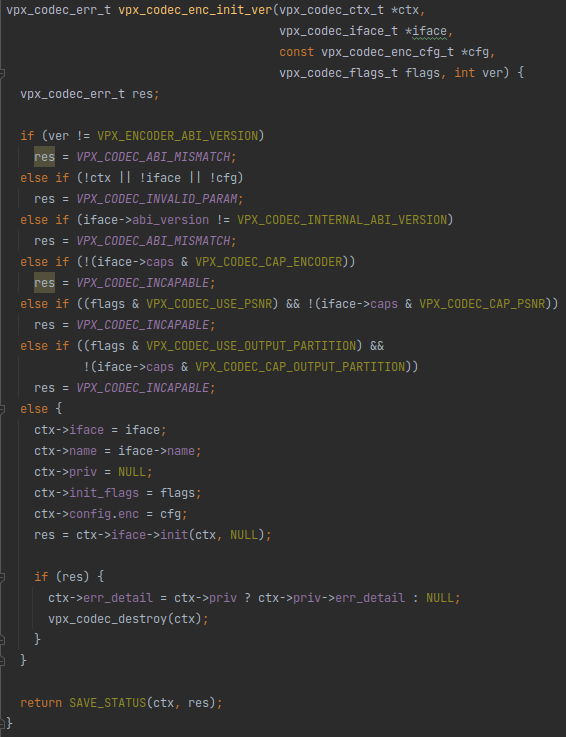 vpx_codec_err_t vpx_codec_enc_init_ver(vpx_codec_ctx_t *ctx,
                                       vpx_codec_iface_t *iface,
                                       const vpx_codec_enc_cfg_t *cfg,
                                       vpx_codec_flags_t flags, int ver) {
  vpx_codec_err_t res;

  if (ver != VPX_ENCODER_ABI_VERSION)
    res = VPX_CODEC_ABI_MISMATCH;
  else if (!ctx || !iface || !cfg)
    res = VPX_CODEC_INVALID_PARAM;
  else if (iface->abi_version != VPX_CODEC_INTERNAL_ABI_VERSION)
    res = VPX_CODEC_ABI_MISMATCH;
  else if (!(iface->caps & VPX_CODEC_CAP_ENCODER))
    res = VPX_CODEC_INCAPABLE;
  else if ((flags & VPX_CODEC_USE_PSNR) && !(iface->caps & VPX_CODEC_CAP_PSNR))
    res = VPX_CODEC_INCAPABLE;
  else if ((flags & VPX_CODEC_USE_OUTPUT_PARTITION) &&
           !(iface->caps & VPX_CODEC_CAP_OUTPUT_PARTITION))
    res = VPX_CODEC_INCAPABLE;
  else {
    ctx->iface = iface;
    ctx->name = iface->name;
    ctx->priv = NULL;
    ctx->init_flags = flags;
    ctx->config.enc = cfg;
    res = ctx->iface->init(ctx, NULL);

    if (res) {
      ctx->err_detail = ctx->priv ? ctx->priv->err_detail : NULL;
      vpx_codec_destroy(ctx);
    }
  }

  return SAVE_STATUS(ctx, res);
}